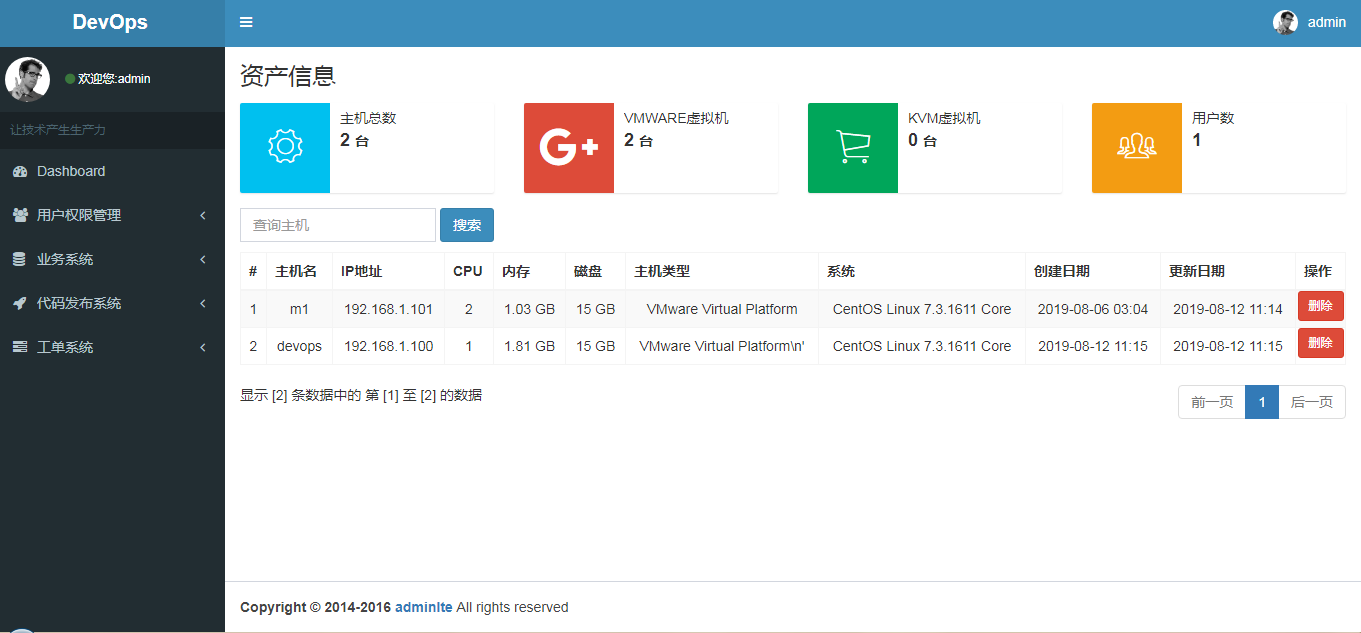 DevOps
admin
欢迎您:admin
让技术产生生产力
Dashboard
用户权限管理
业务系统
代码发布系统
工单系统
资产信息
主机总数
2 台
VMWARE虚拟机
2 台
KVM虚拟机
0 台
用户数
1
查询主机 搜索
# 主机名 IP地址 CPU 内存 磁盘 主机类型 系统 创建日期 更新日期 操作
1 m1 192.168.1.101 2 1.03 GB 15 GB VMware Virtual Platform CentOS Linux 7.3.1611 Core 2019-08-06 03:04 2019-08-12 11:14 删除
2 devops 192.168.1.100 1 1.81 GB 15 GB VMware Virtual Platform\n' CentOS Linux 7.3.1611 Core 2019-08-12 11:15 2019-08-12 11:15 删除
显示 [2] 条数据中的 第 [1] 至 [2] 的数据
前一页 1 后一页
Copyright © 2014-2016 adminlte All rights reserved